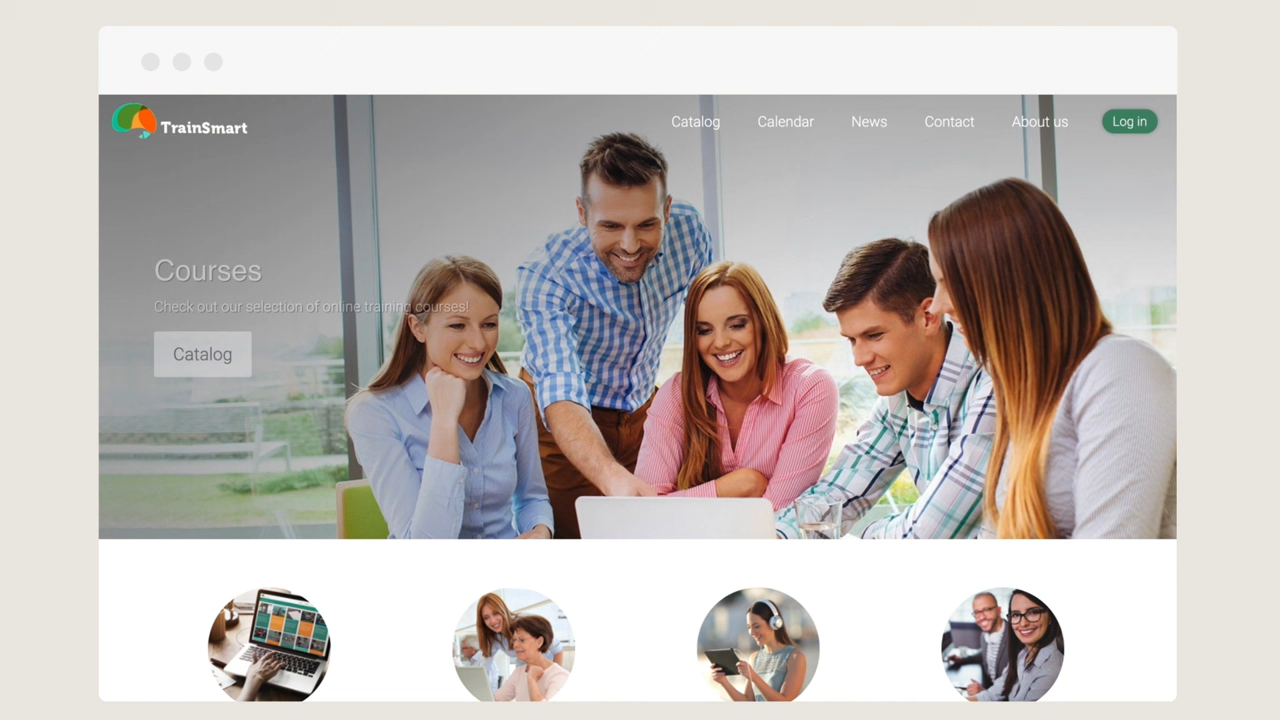 TrainSmart
Catalog Calendar News Contact About us Log in
Courses
Check out our selection of online training courses!
Catalog